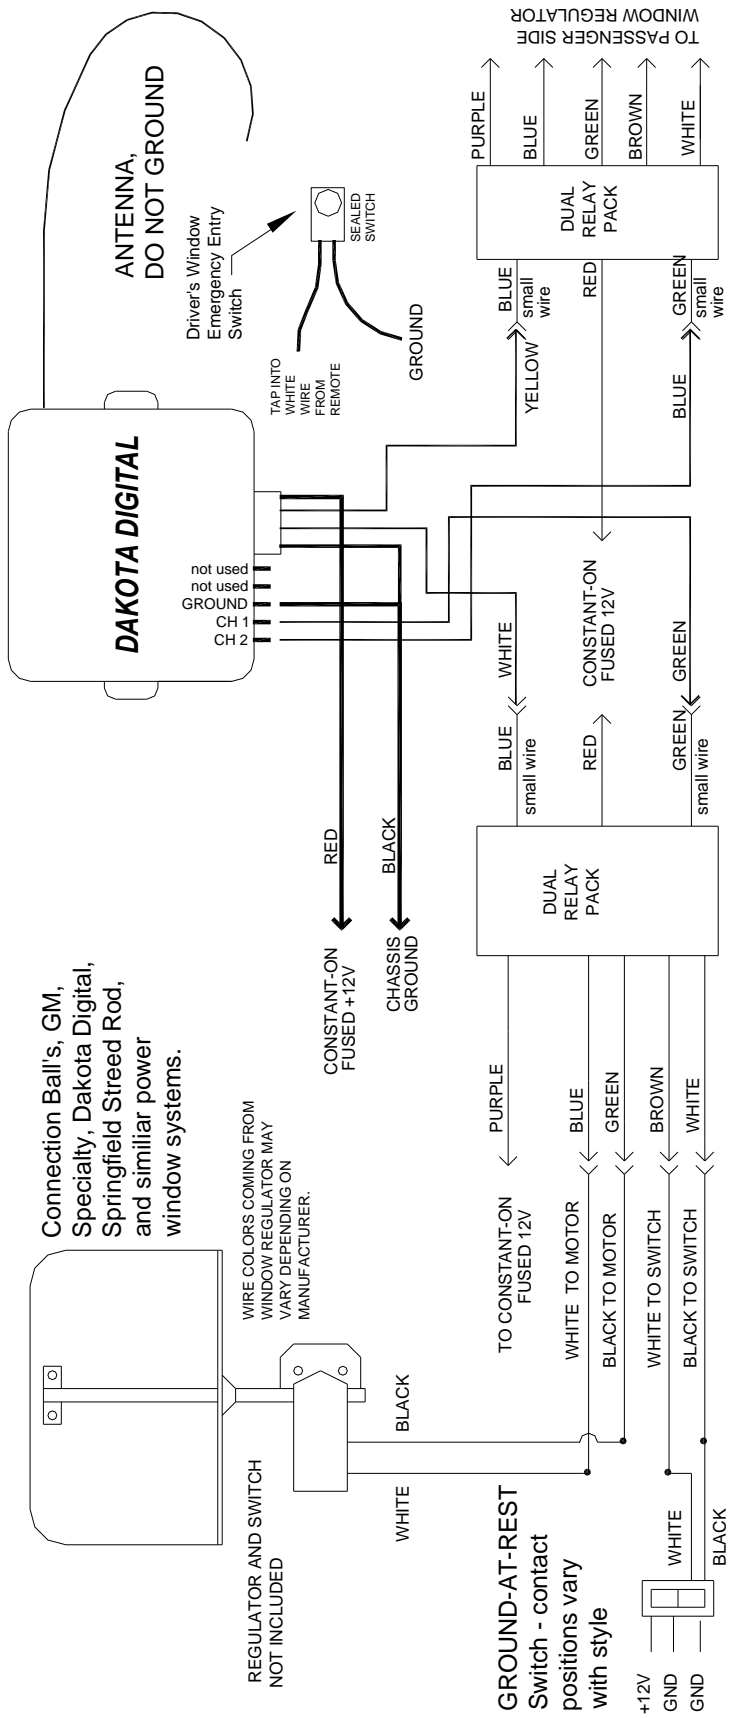 Connection Ball's, GM,
Specialty, Dakota Digital,
Springfield Streed Rod,
and similiar power
window systems.
WIRE COLORS COMING FROM
WINDOW REGULATOR MAY
VARY DEPENDING ON
MANUFACTURER.
REGULATOR AND SWITCH
NOT INCLUDED
WHITE
BLACK
GROUND-AT-REST
Switch - contact
positions vary
with style
+12V
GND
GND
WHITE
BLACK
TO CONSTANT-ON
FUSED 12V
WHITE TO MOTOR
BLACK TO MOTOR
WHITE TO SWITCH
BLACK TO SWITCH
PURPLE
BLUE
GREEN
BROWN
WHITE
DUAL
RELAY
PACK
BLUE
small wire
RED
GREEN
small wire
WHITE
CONSTANT-ON
FUSED 12V
GREEN
CONSTANT-ON
FUSED +12V
RED
CHASSIS
GROUND
BLACK
DAKOTA DIGITAL
not used
not used
GROUND
CH 1
CH 2
ANTENNA,
DO NOT GROUND
Driver's Window
Emergency Entry
Switch
SEALED
SWITCH
TAP INTO
WHITE
WIRE
FROM
REMOTE
GROUND
YELLOW
BLUE
BLUE
small
wire
RED
GREEN
small
wire
DUAL
RELAY
PACK
PURPLE
BLUE
GREEN
BROWN
WHITE
TO PASSENGER SIDE
WINDOW REGULATOR